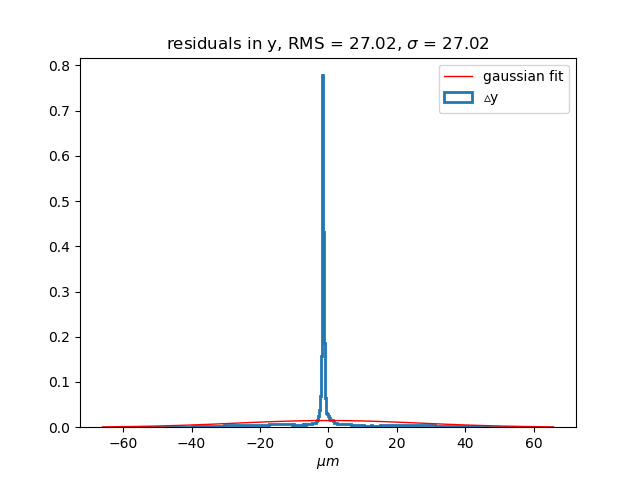 residuals in y, RMS = 27.02, σ = 27.02
gaussian fit
△y
0.8
0.7
0.6
0.5
0.4
0.3
0.2
0.1
0.0
−60 −40 −20 0 20 40 60
μm